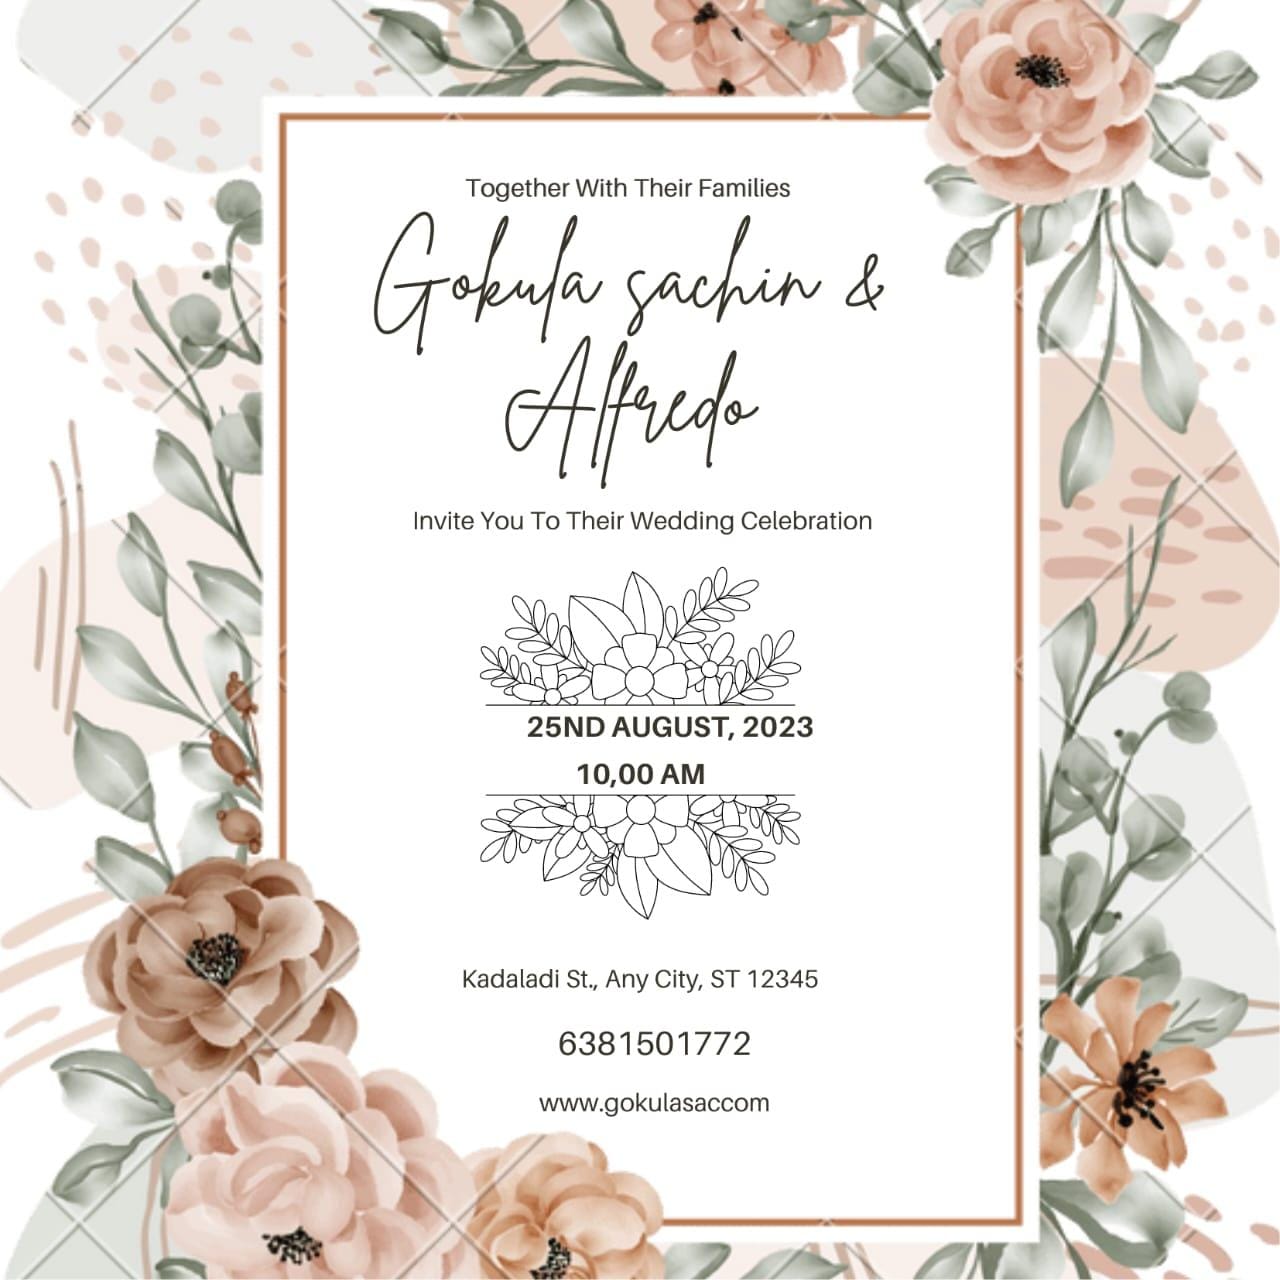 Together With Their Families
Gokula sachin &
Alfredo
Invite You To Their Wedding Celebration
25ND AUGUST, 2023
10,00 AM
Kadaladi St., Any City, ST 12345
6381501772
www.gokulasaccom